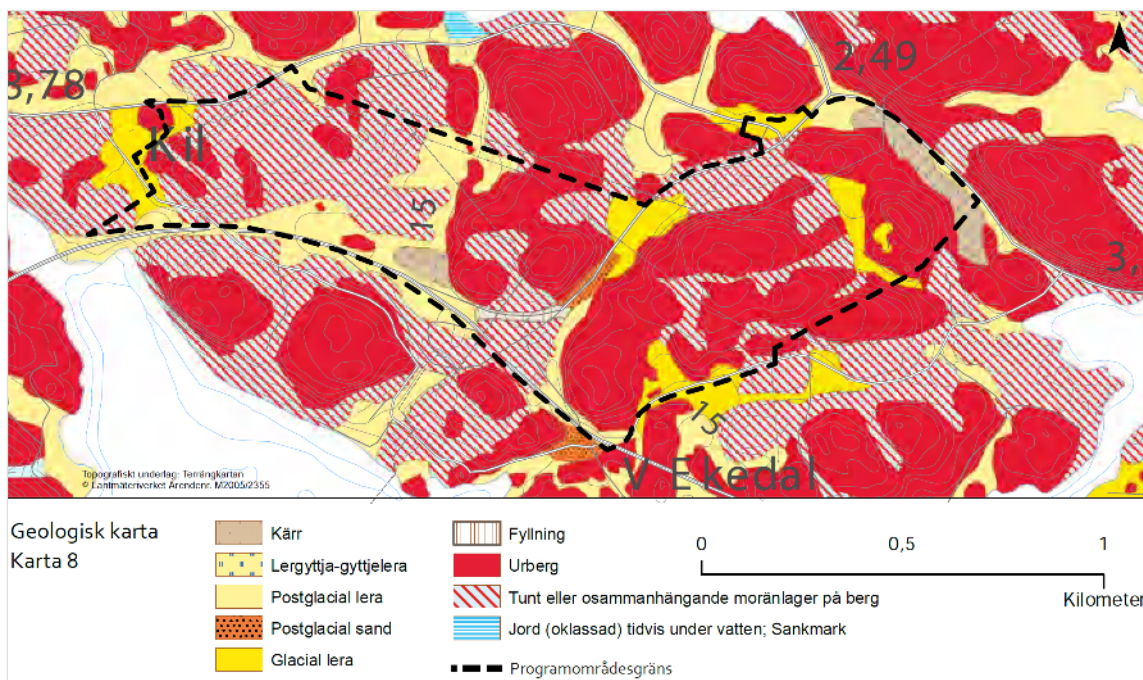 2,49
3,78
Kil
15
3,
15
V Ekedal
Topografiskt underlag: Terrängkartan
© Lantmäteriverket Ärendenr. M2005/2355
Geologisk karta
Karta 8
Kärr
Lergyttja-gyttjelera
Postglacial lera
Postglacial sand
Glacial lera
Fyllning
Urberg
Tunt eller osammanhängande moränlager på berg
Jord (oklassad) tidvis under vatten; Sankmark
Programområdesgräns
0 0,5 1
Kilometer